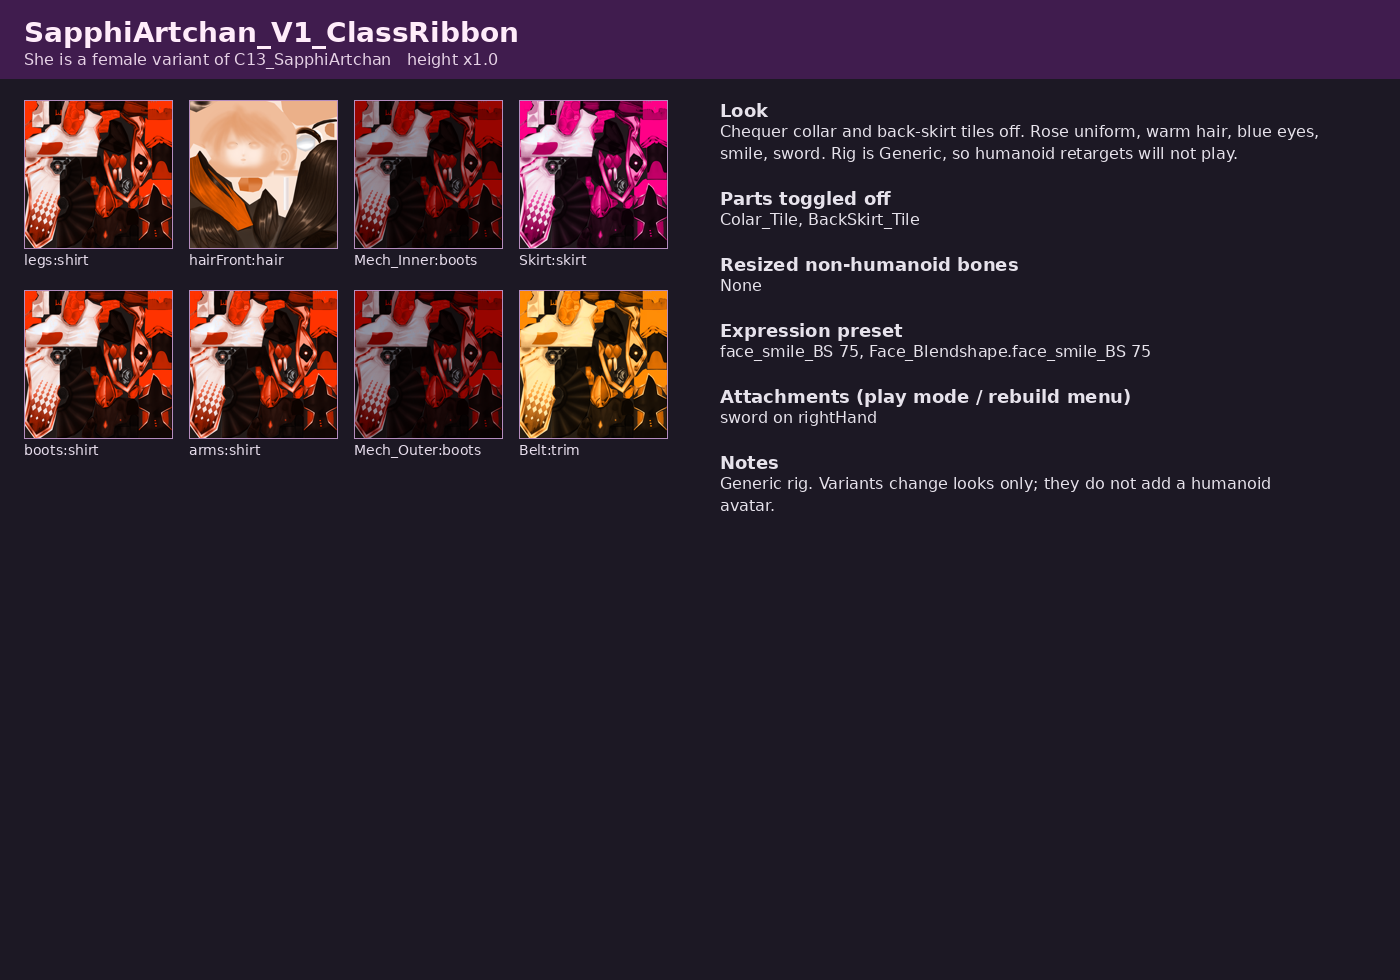 SapphiArtchan_V1_ClassRibbon
She is a female variant of C13_SapphiArtchan   height x1.0
legs:shirt
hairFront:hair
Mech_Inner:boots
Skirt:skirt
boots:shirt
arms:shirt
Mech_Outer:boots
Belt:trim
Look
Chequer collar and back-skirt tiles off. Rose uniform, warm hair, blue eyes,
smile, sword. Rig is Generic, so humanoid retargets will not play.
Parts toggled off
Colar_Tile, BackSkirt_Tile
Resized non-humanoid bones
None
Expression preset
face_smile_BS 75, Face_Blendshape.face_smile_BS 75
Attachments (play mode / rebuild menu)
sword on rightHand
Notes
Generic rig. Variants change looks only; they do not add a humanoid
avatar.